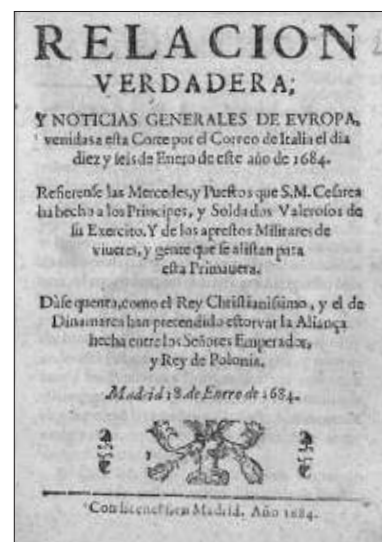 RELACION
VERDADERA;
Y NOTICIAS GENERALES DE EVROPA,
venidas a esta Corte por el Correo de Italia el dia
diez y seis de Enero de este año de 1684.
Refierense las Mercedes, y Puestos que S.M. Cesarea
ha hecho a los Principes, y Soldados Valerosos de
su Exercito. Y de los aprestos Militares de
viueres, y gente que se alistan para
esta Primauera.
Dàse quenta, como el Rey Christianissimo, y el de
Dinamarca han pretendido estorvar la Aliança
hecha entre los Señores Emperador,
y Rey de Polonia.
Madrid 18. de Enero de 1684.
Con licencia en Madrid. Año 1684.